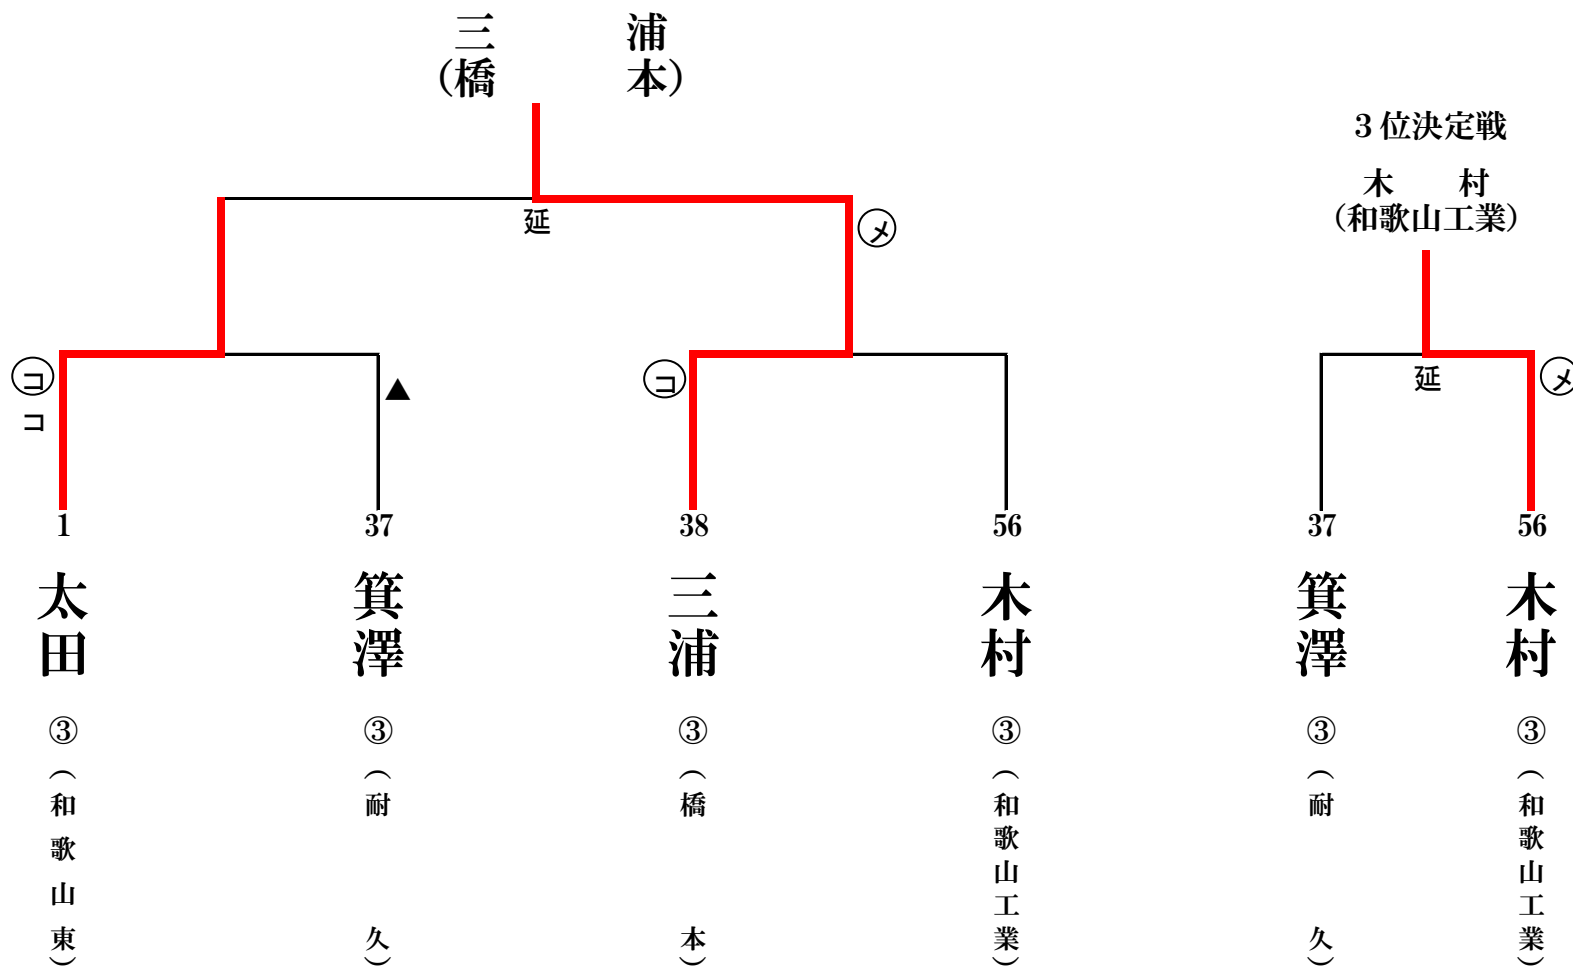 三 浦
（橋 本）
延
メ
コ
コ
▲
コ
３位決定戦
木 村
（和歌山工業）
延
メ
1
太田③（和歌山東）
37
箕澤③（耐久）
38
三浦③（橋本）
56
木村③（和歌山工業）
37
箕澤③（耐久）
56
木村③（和歌山工業）